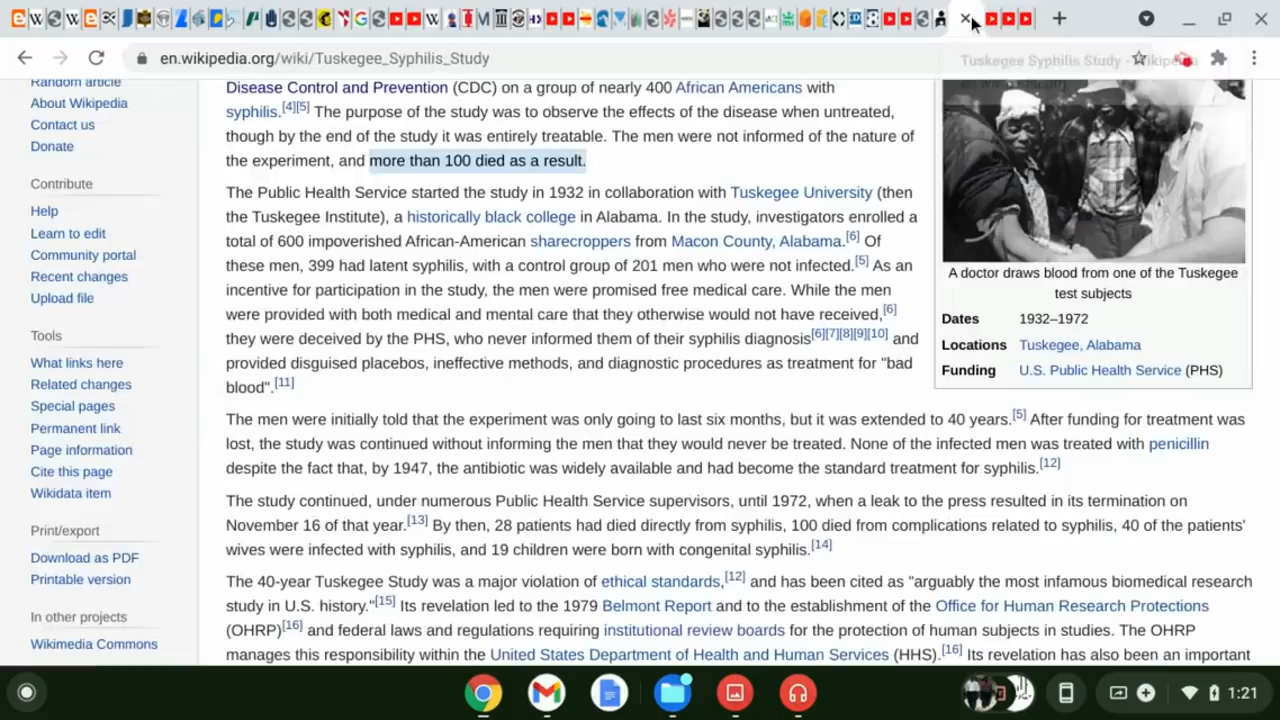 en.wikipedia.org/wiki/Tuskegee_Syphilis_Study
Tuskegee Syphilis Study - Wikipedia
Random article
About Wikipedia
Contact us
Donate
Contribute
Help
Learn to edit
Community portal
Recent changes
Upload file
Tools
What links here
Related changes
Special pages
Permanent link
Page information
Cite this page
Wikidata item
Print/export
Download as PDF
Printable version
In other projects
Wikimedia Commons
Disease Control and Prevention (CDC) on a group of nearly 400 African Americans with
syphilis.[4][5] The purpose of the study was to observe the effects of the disease when untreated,
though by the end of the study it was entirely treatable. The men were not informed of the nature of
the experiment, and more than 100 died as a result.
The Public Health Service started the study in 1932 in collaboration with Tuskegee University (then
the Tuskegee Institute), a historically black college in Alabama. In the study, investigators enrolled a
total of 600 impoverished African-American sharecroppers from Macon County, Alabama.[6] Of
these men, 399 had latent syphilis, with a control group of 201 men who were not infected.[5] As an
incentive for participation in the study, the men were promised free medical care. While the men
were provided with both medical and mental care that they otherwise would not have received,[6]
they were deceived by the PHS, who never informed them of their syphilis diagnosis[6][7][8][9][10] and
provided disguised placebos, ineffective methods, and diagnostic procedures as treatment for "bad
blood".[11]
A doctor draws blood from one of the Tuskegee
test subjects
Dates 1932–1972
Locations Tuskegee, Alabama
Funding U.S. Public Health Service (PHS)
The men were initially told that the experiment was only going to last six months, but it was extended to 40 years.[5] After funding for treatment was
lost, the study was continued without informing the men that they would never be treated. None of the infected men was treated with penicillin
despite the fact that, by 1947, the antibiotic was widely available and had become the standard treatment for syphilis.[12]
The study continued, under numerous Public Health Service supervisors, until 1972, when a leak to the press resulted in its termination on
November 16 of that year.[13] By then, 28 patients had died directly from syphilis, 100 died from complications related to syphilis, 40 of the patients'
wives were infected with syphilis, and 19 children were born with congenital syphilis.[14]
The 40-year Tuskegee Study was a major violation of ethical standards,[12] and has been cited as "arguably the most infamous biomedical research
study in U.S. history."[15] Its revelation led to the 1979 Belmont Report and to the establishment of the Office for Human Research Protections
(OHRP)[16] and federal laws and regulations requiring institutional review boards for the protection of human subjects in studies. The OHRP
manages this responsibility within the United States Department of Health and Human Services (HHS).[16] Its revelation has also been an important
1:21